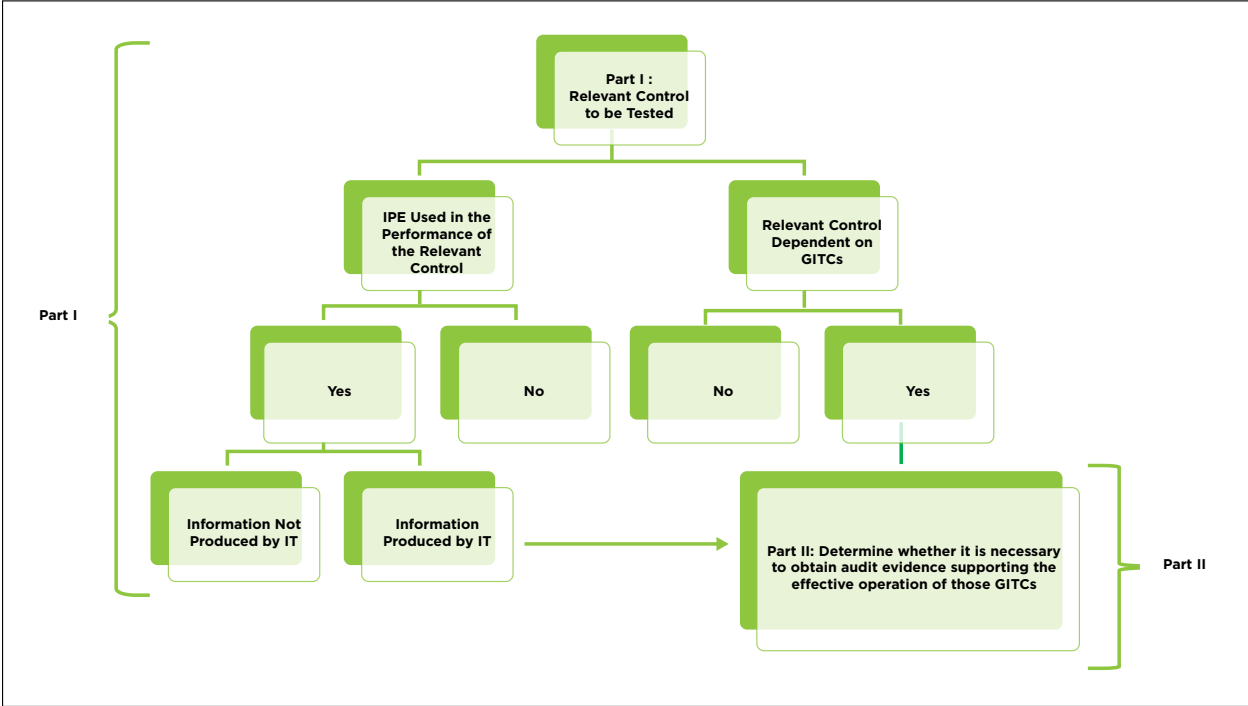 Part I :
Relevant Control
to be Tested
IPE Used in the
Performance of
the Relevant
Control
Relevant Control
Dependent on
GITCs
Part I
Yes
No
No
Yes
Information Not
Produced by IT
Information
Produced by IT
Part II: Determine whether it is necessary
to obtain audit evidence supporting the
effective operation of those GITCs
Part II